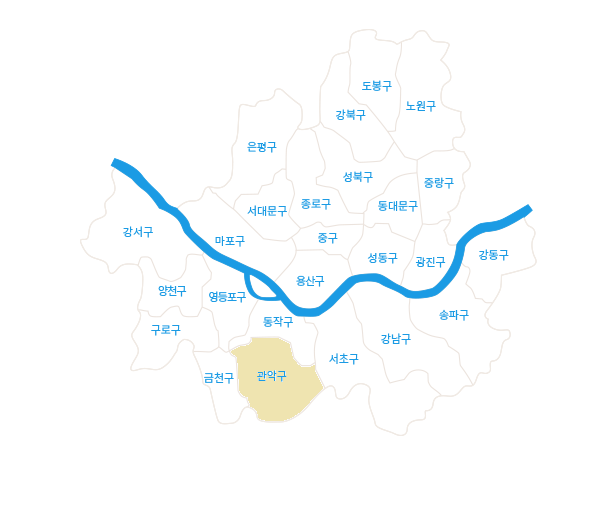 도봉구
노원구
강북구
은평구
성북구
중랑구
서대문구
종로구
동대문구
강서구
마포구
중구
성동구
광진구
강동구
양천구
영등포구
용산구
구로구
동작구
송파구
강남구
서초구
금천구
관악구